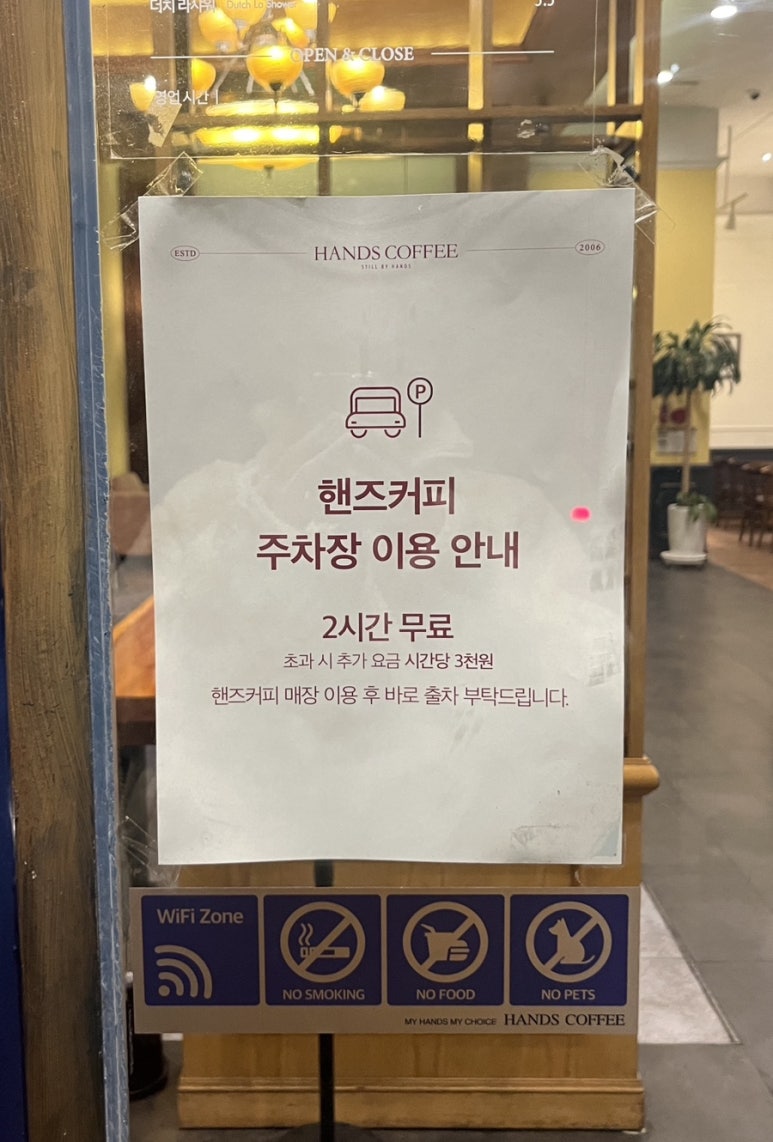 더치 라샤워 Dutch La Shower 5.5
OPEN & CLOSE
영업 시간
ESTD HANDS COFFEE 2006
STILL BY HANDS
P
핸즈커피
주차장 이용 안내
2시간 무료
초과 시 추가 요금 시간당 3천원
핸즈커피 매장 이용 후 바로 출차 부탁드립니다.
WiFi Zone
NO SMOKING NO FOOD NO PETS
MY HANDS MY CHOICE HANDS COFFEE